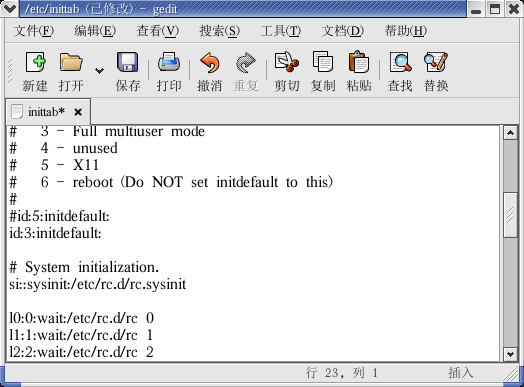 /etc/inittab (已修改) - gedit
文件(F) 编辑(E) 查看(V) 搜索(S) 工具(T) 文档(D) 帮助(H)
新建 打开 保存 打印 撤消 重复 剪切 复制 粘贴 查找 替换
inittab* ×
# 3 - Full multiuser mode
# 4 - unused
# 5 - X11
# 6 - reboot (Do NOT set initdefault to this)
#
#id:5:initdefault:
id:3:initdefault:
# System initialization.
si::sysinit:/etc/rc.d/rc.sysinit
l0:0:wait:/etc/rc.d/rc 0
l1:1:wait:/etc/rc.d/rc 1
l2:2:wait:/etc/rc.d/rc 2
行 23, 列 1 插入